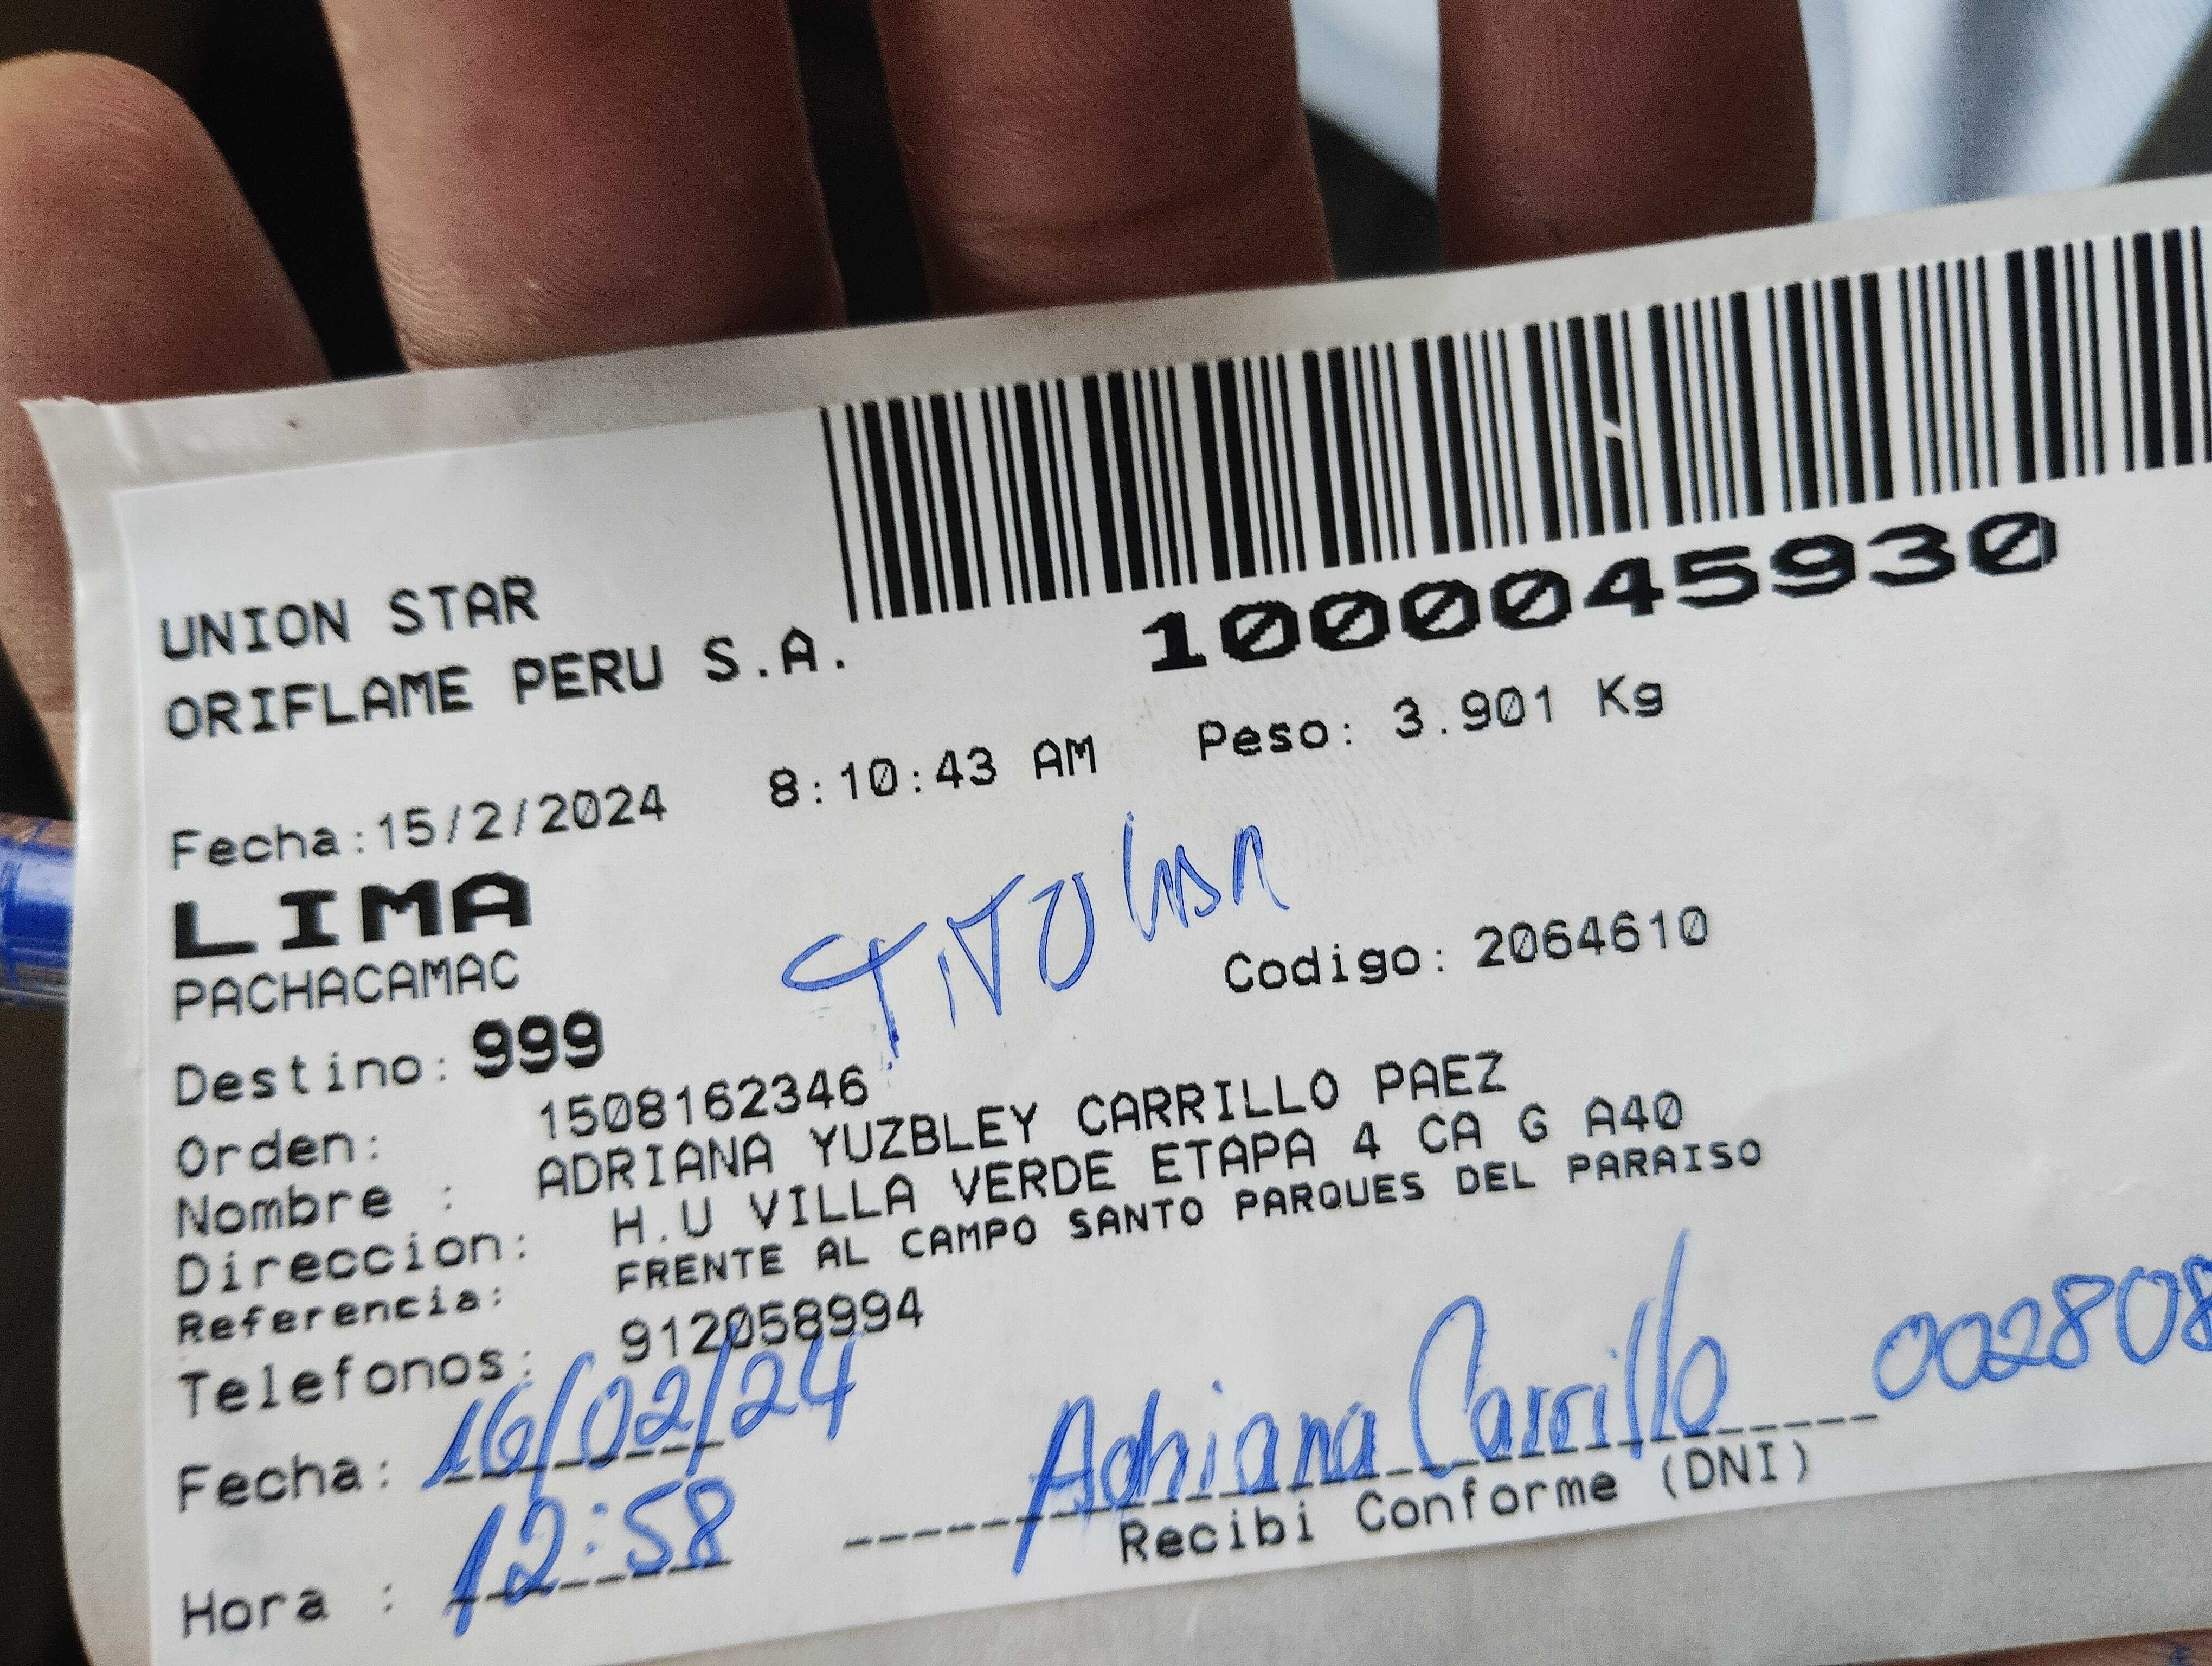 1000045930
UNION STAR
ORIFLAME PERU S.A.
Fecha:15/2/2024 8:10:43 AM Peso: 3.901 Kg
LIMA
PACHACAMAC
TITULAR
Codigo: 2064610
Destino: 999
Orden: 1508162346
Nombre : ADRIANA YUZBLEY CARRILLO PAEZ
Direccion: H.U VILLA VERDE ETAPA 4 CA G A40
Referencia: FRENTE AL CAMPO SANTO PARQUES DEL PARAISO
Telefonos: 912058994
Fecha: 16/02/24
Adriana Carrillo 002808
Recibi Conforme (DNI)
Hora : 12:58